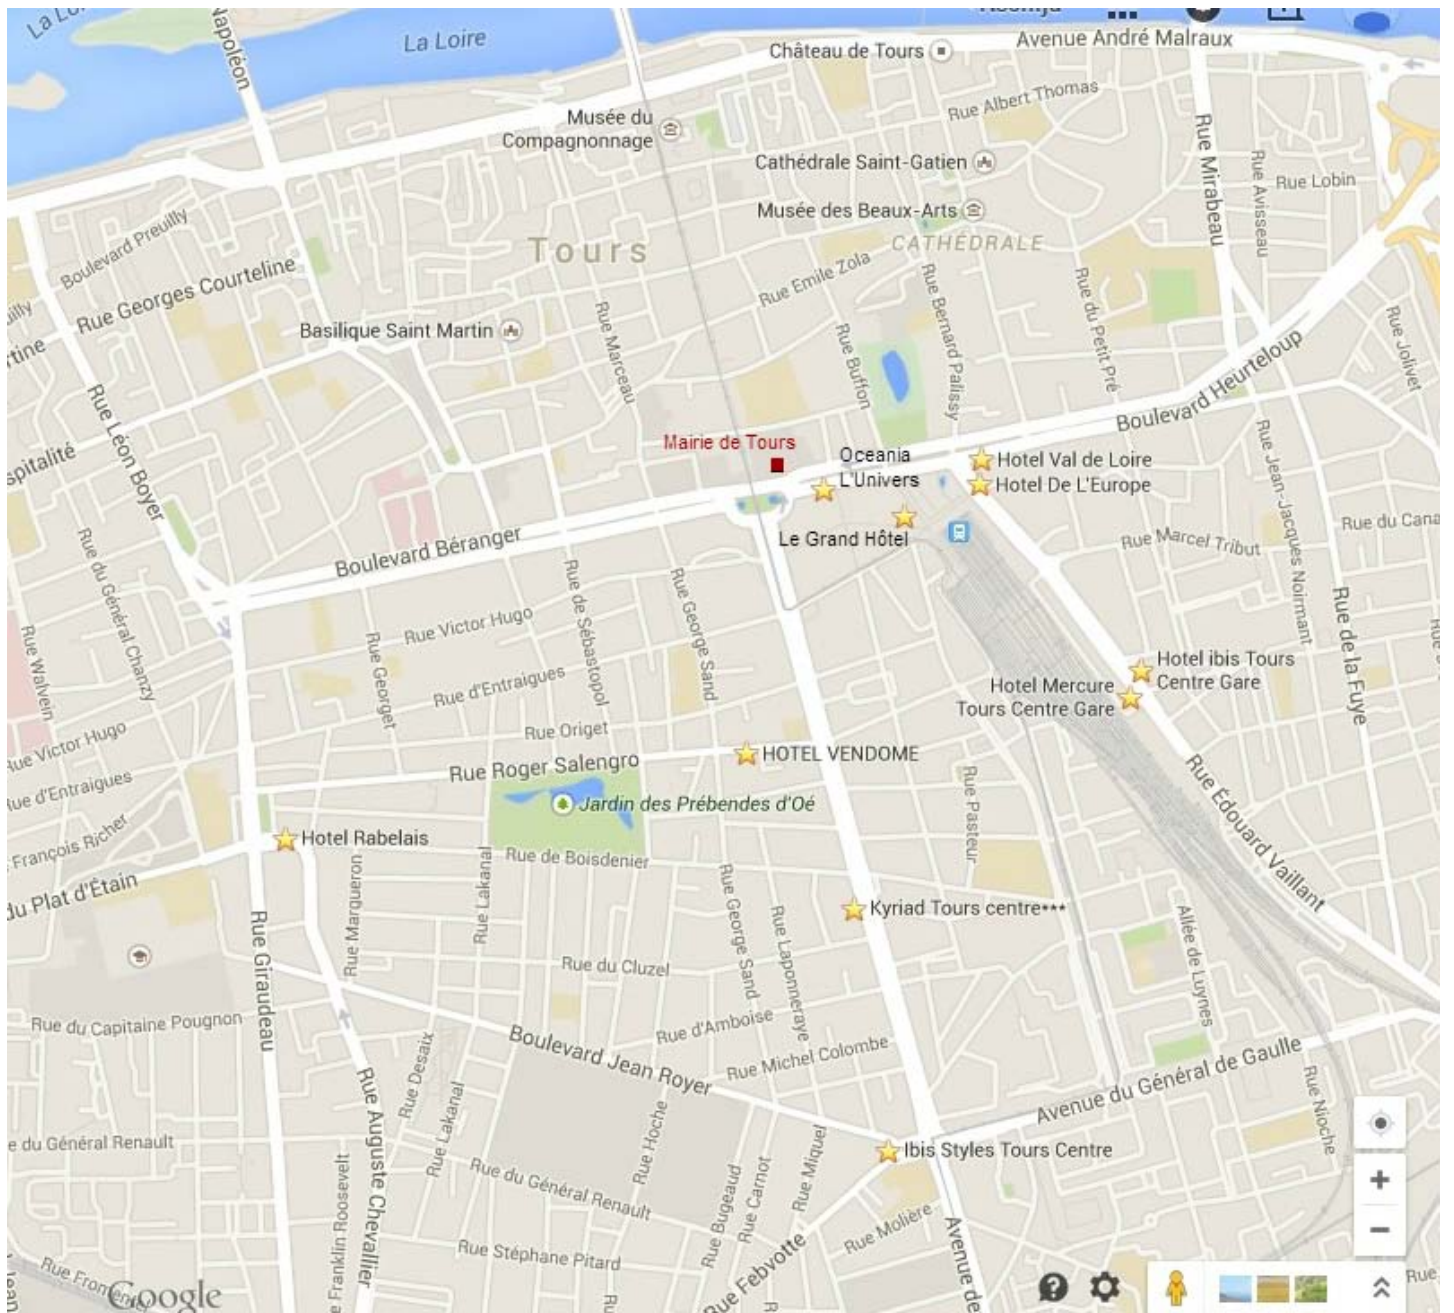 La Loire
Napoléon
Château de Tours
Avenue André Malraux
Musée du
Compagnonnage
Rue Albert Thomas
Cathédrale Saint-Gatien
Rue Mirabeau
Rue Avisseau
Rue Lobin
Musée des Beaux-Arts
Tours
CATHÉDRALE
Boulevard Preuilly
Rue Georges Courteline
Rue Emile Zola
Rue Bernard Palissy
Rue du Petit Pré
Basilique Saint Martin
Rue Marceau
Rue Buffon
Rue Jolivet
Boulevard Heurteloup
Rue Léon Boyer
Mairie de Tours
Oceania
L'Univers
Hotel Val de Loire
Hotel De L'Europe
Le Grand Hôtel
Rue Jean-Jacques Noirmant
Rue du Cana
Rue Marcel Tribut
Boulevard Béranger
Rue du Général Chanzy
Rue de Sébastopol
Rue George Sand
Rue Victor Hugo
Rue Georget
Rue Walvein
Rue d'Entraigues
Rue de la Fuye
Hotel ibis Tours
Centre Gare
Hotel Mercure
Tours Centre Gare
Rue Origet
Rue Victor Hugo
Rue Roger Salengro
HOTEL VENDOME
Rue d'Entraigues
Jardin des Prébendes d'Oé
Rue Pasteur
Rue Édouard Vaillant
François Richer
Hotel Rabelais
Rue de Boisdenier
Rue Marqueron
Rue Lakanal
du Plat d'Étain
Rue George Sand
Rue Laponneraye
Kyriad Tours centre***
Allée de Luynes
Rue Giraudeau
Rue du Cluzel
Rue du Capitaine Pougnon
Rue d'Amboise
Boulevard Jean Royer
Rue Michel Colombe
Rue Desaix
Avenue du Général de Gaulle
Rue Nioche
Rue Auguste Chevallier
Rue Lakanal
Rue Hoche
e du Général Renault
Ibis Styles Tours Centre
Rue Miquel
Rue Carnot
Rue Bugeaud
Rue du Général Renault
Rue Franklin Roosevelt
Rue Molière
Rue Stéphane Pitard
Rue Febvotte
Avenue de
Google
Rue